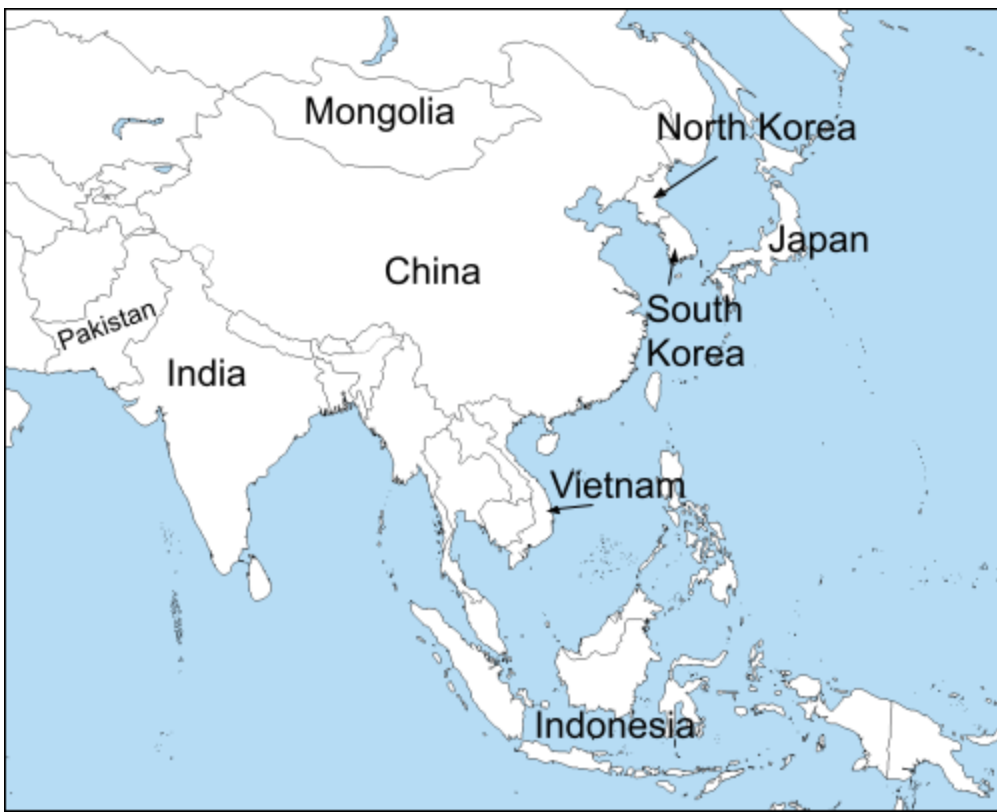 Mongolia
North Korea
Japan
China
South
Korea
Pakistan
India
Vietnam
Indonesia